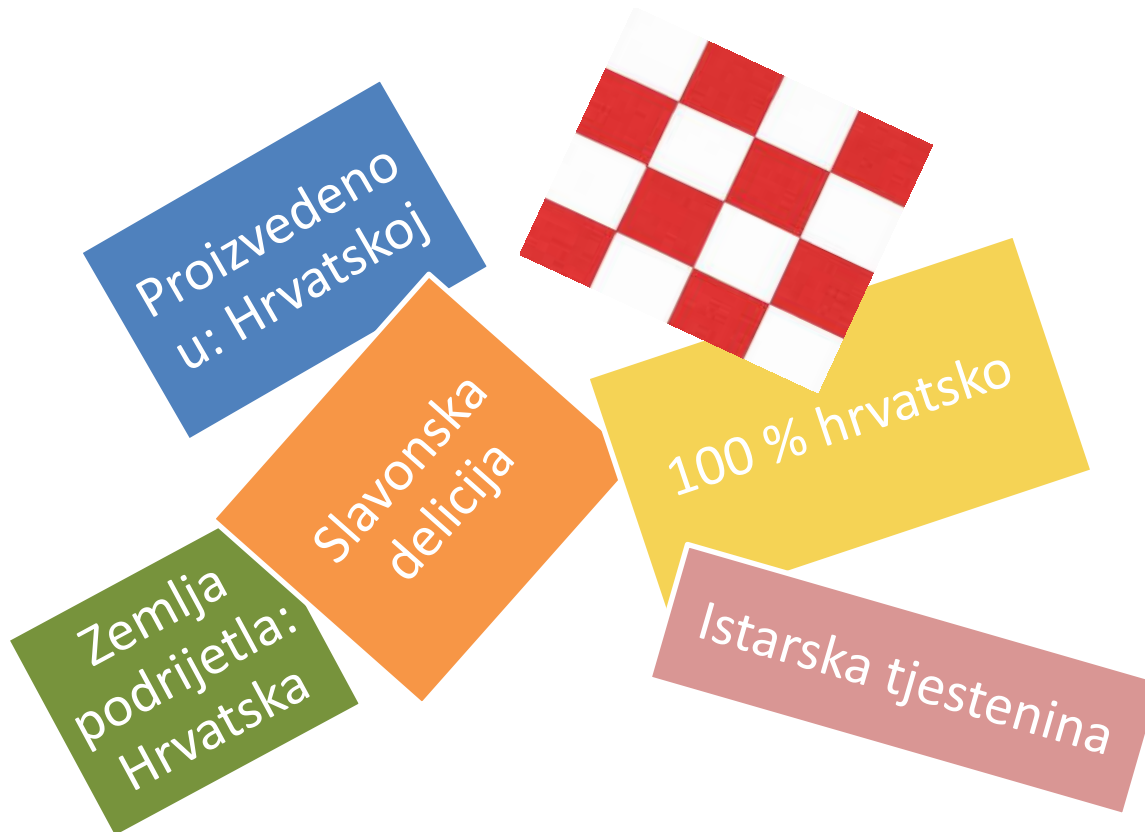 Proizvedeno
u: Hrvatskoj
Slavonska
delicija
100 % hrvatsko
Zemlja
podrijetla:
Hrvatska
Istarska tjestenina